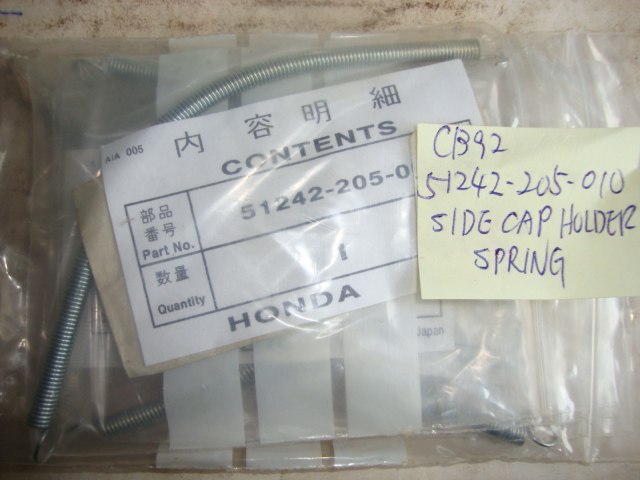 A/A 005
内容明細
CONTENTS
部品
番号
Part No.
51242-205-0
数量
Quantity
1
HONDA
Japan
CB92
51242-205-010
SIDE CAP HOLDER
SPRING